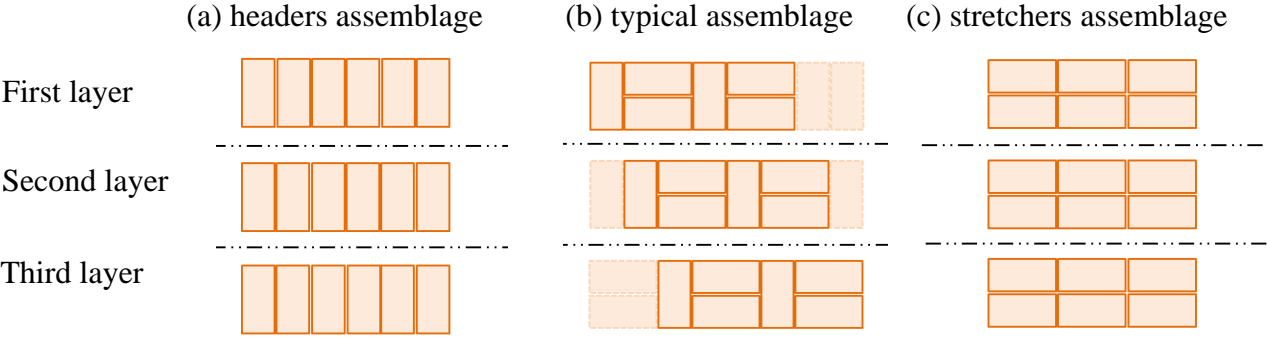 (a) headers assemblage (b) typical assemblage (c) stretchers assemblage
First layer
Second layer
Third layer